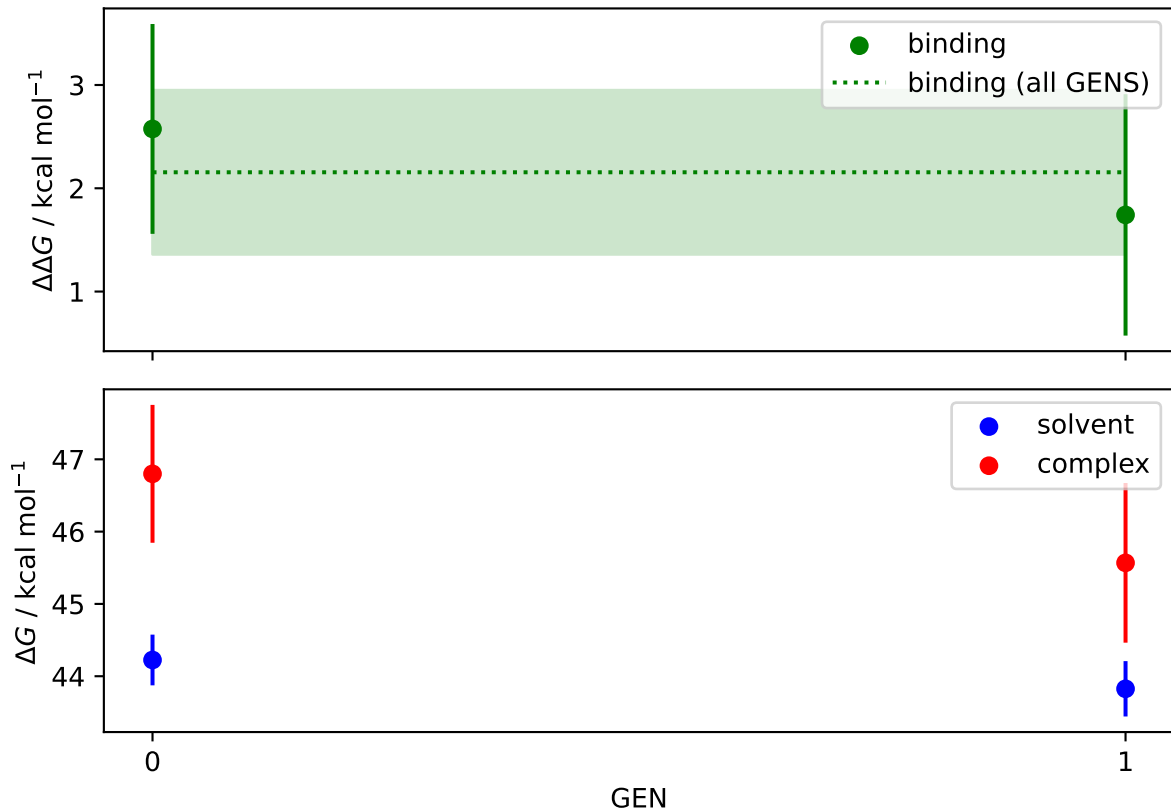 binding
binding (all GENS)
3
2
1
ΔΔG / kcal mol⁻¹
solvent
complex
47
46
45
44
ΔG / kcal mol⁻¹
0
1
GEN